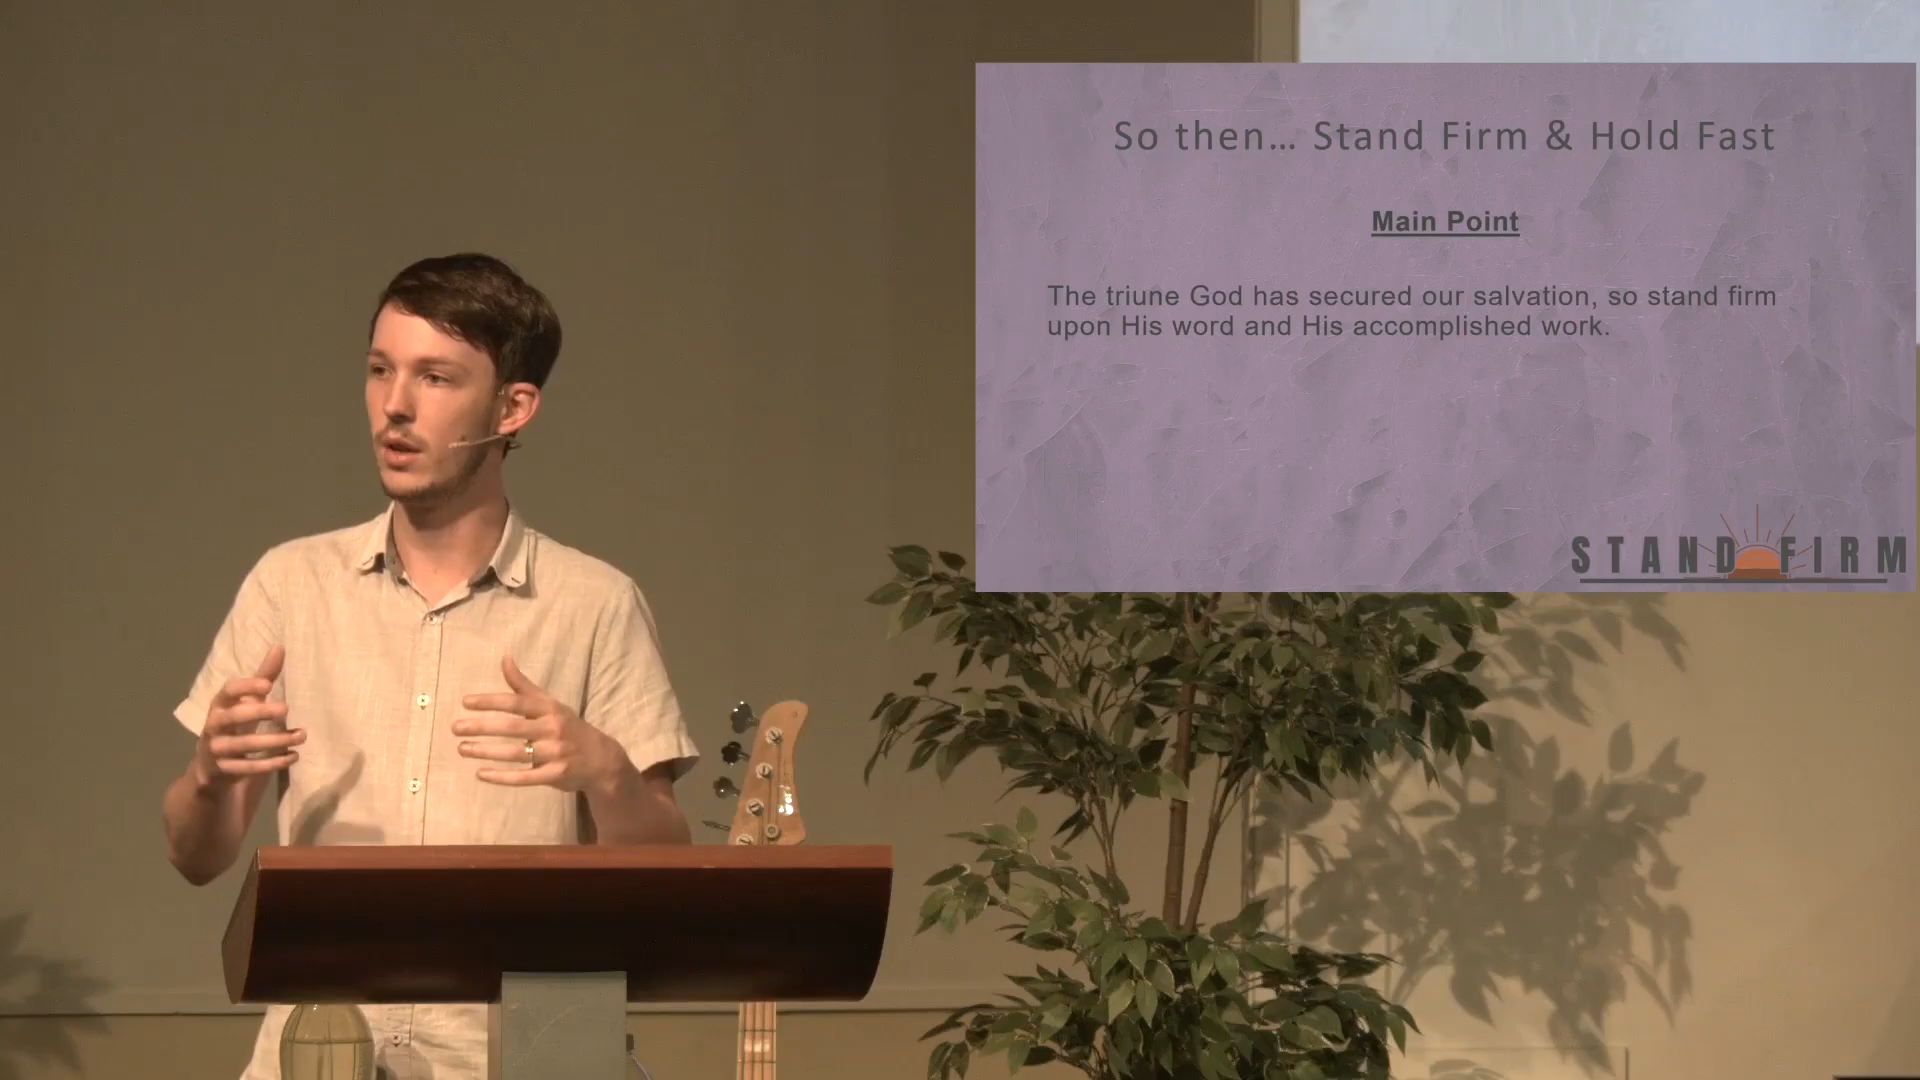 So then… Stand Firm & Hold Fast
Main Point
The triune God has secured our salvation, so stand firm
upon His word and His accomplished work.
STAND FIRM